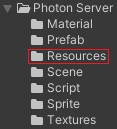 Photon Server
Material
Prefab
Resources
Scene
Script
Sprite
Textures